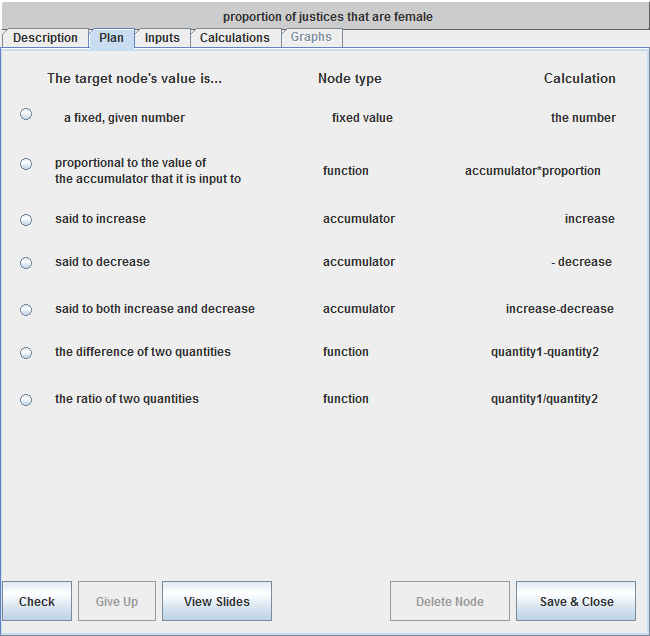 proportion of justices that are female
Description Plan Inputs Calculations Graphs
The target node's value is... Node type Calculation
a fixed, given number fixed value the number
proportional to the value of
the accumulator that it is input to function accumulator*proportion
said to increase accumulator increase
said to decrease accumulator - decrease
said to both increase and decrease accumulator increase-decrease
the difference of two quantities function quantity1-quantity2
the ratio of two quantities function quantity1/quantity2
Check Give Up View Slides Delete Node Save & Close